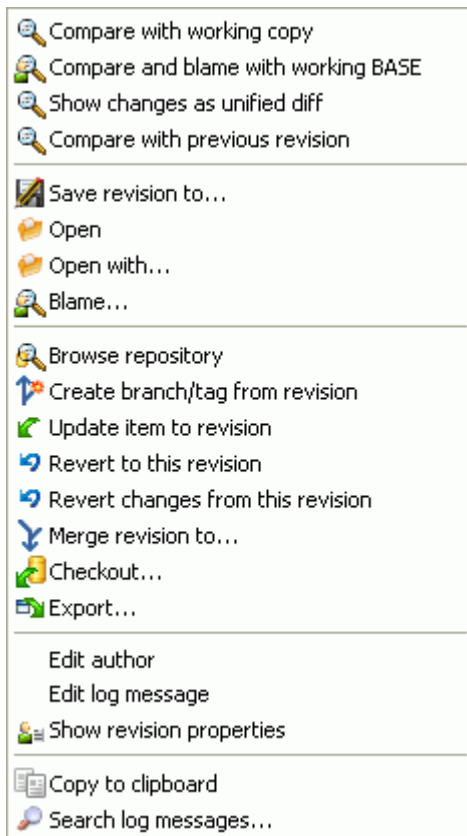 Compare with working copy
Compare and blame with working BASE
Show changes as unified diff
Compare with previous revision
Save revision to...
Open
Open with...
Blame...
Browse repository
Create branch/tag from revision
Update item to revision
Revert to this revision
Revert changes from this revision
Merge revision to...
Checkout...
Export...
Edit author
Edit log message
Show revision properties
Copy to clipboard
Search log messages...